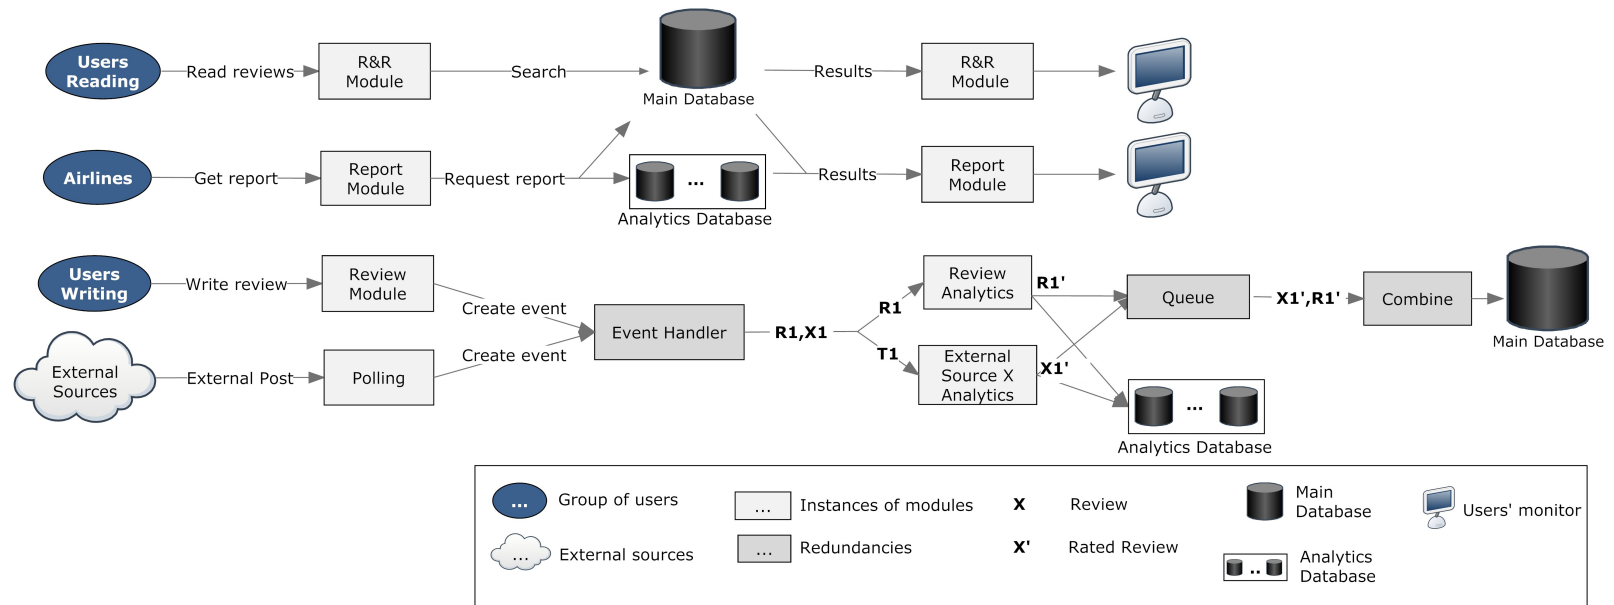 Users
Reading
Read reviews
R&R
Module
Search
Main Database
Results
R&R
Module
Airlines
Get report
Report
Module
Request report
...
Analytics Database
Results
Report
Module
Users
Writing
Write review
Review
Module
Create event
External
Sources
External Post
Polling
Create event
Event Handler
R1,X1
R1
T1
Review
Analytics
External
Source X
Analytics
R1'
X1'
Queue
X1',R1'
Combine
Main Database
...
Analytics Database
...
Group of users
...
External sources
...
Instances of modules
...
Redundancies
X
Review
X'
Rated Review
Main
Database
..
Analytics
Database
Users' monitor